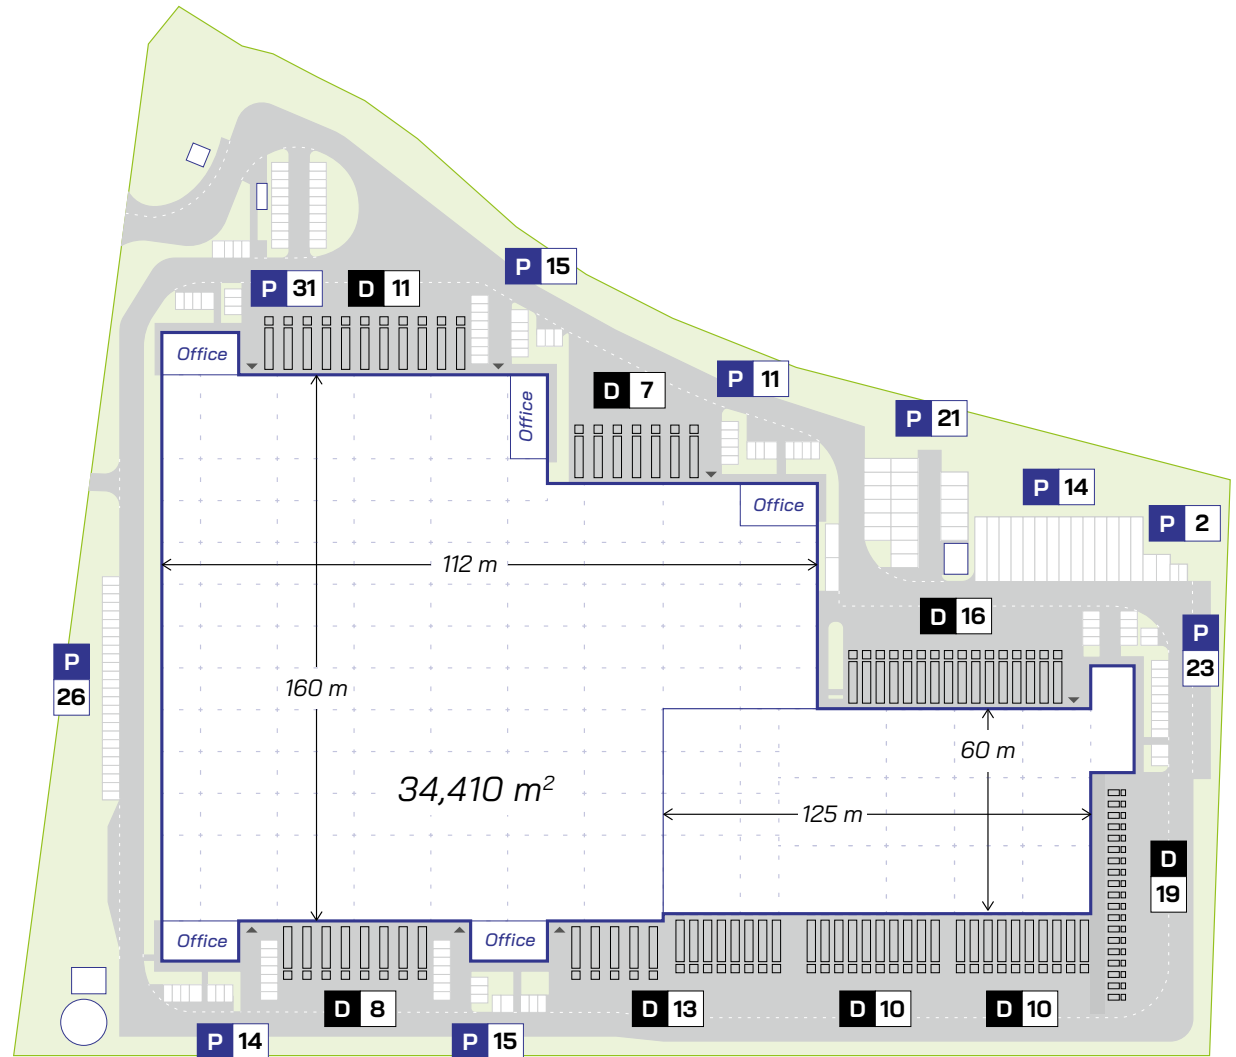 P 15
P 31
D 11
Office
Office
D 7
P 11
P 21
P 14
P 2
Office
112 m
D 16
P
23
P
26
160 m
60 m
34,410 m²
125 m
D
19
Office
Office
D 8
D 13
D 10
D 10
P 14
P 15